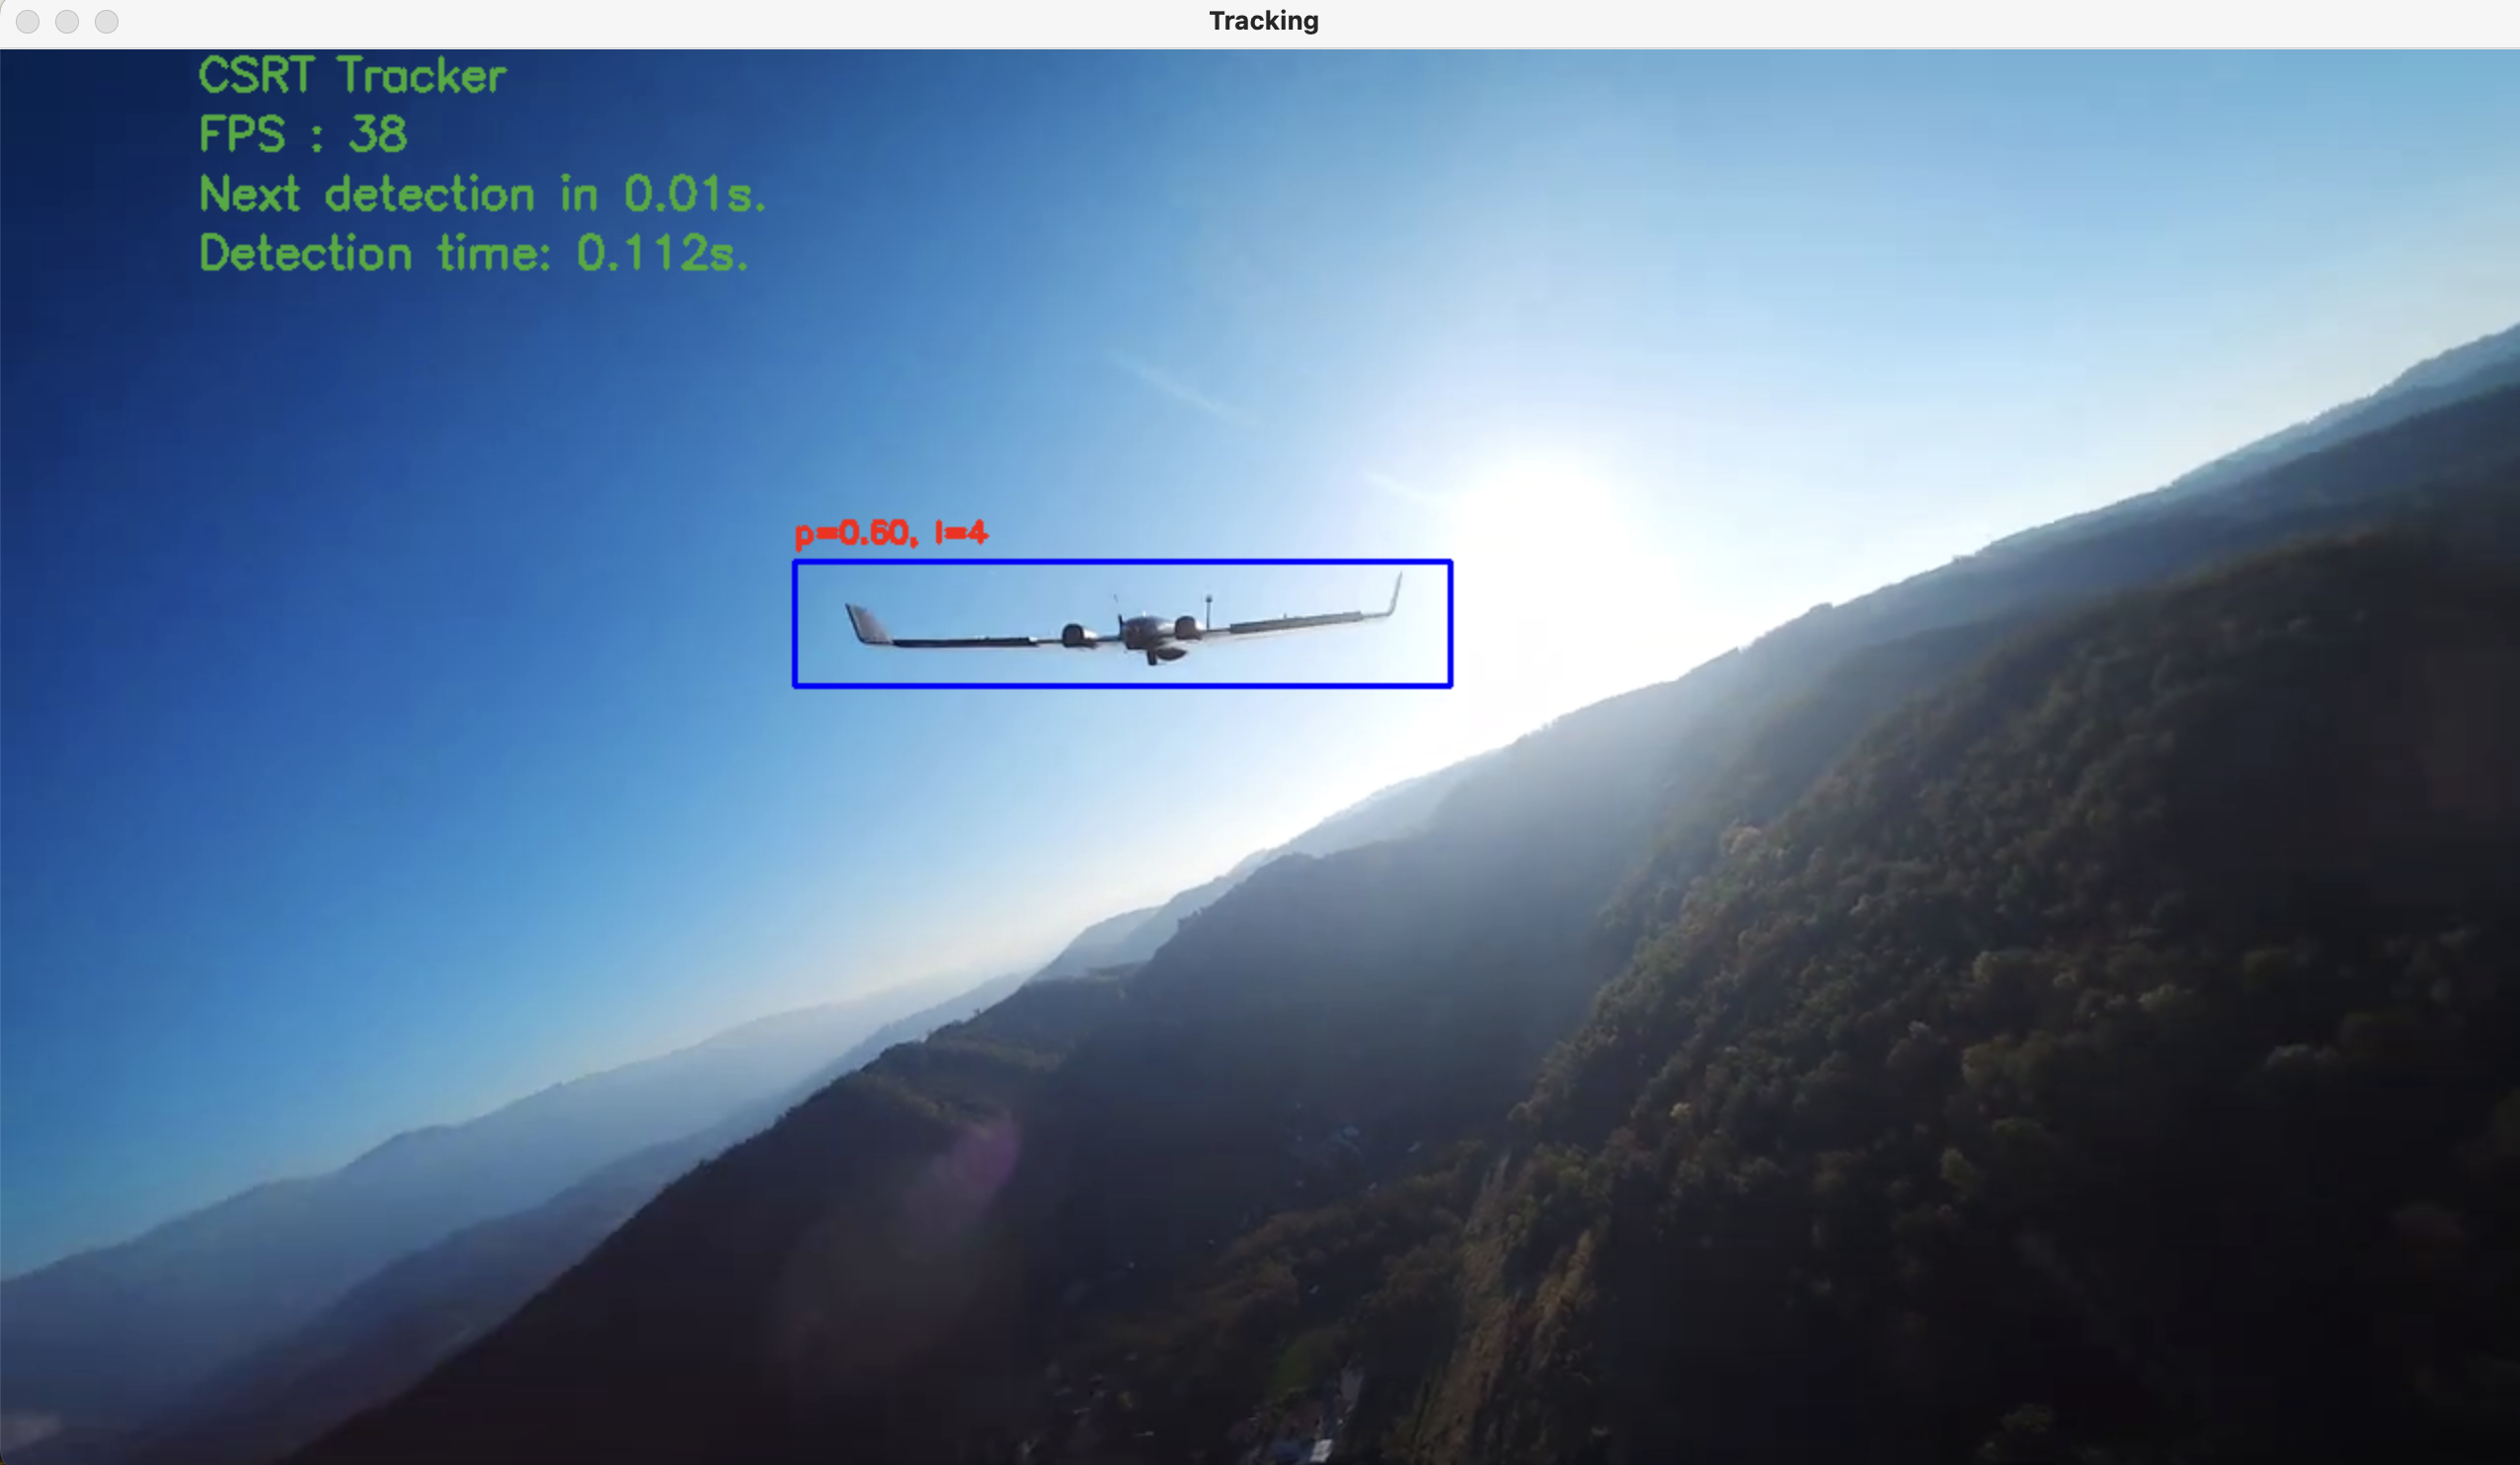 Tracking
CSRT Tracker
FPS : 38
Next detection in 0.01s.
Detection time: 0.112s.
p=0.60, l=4